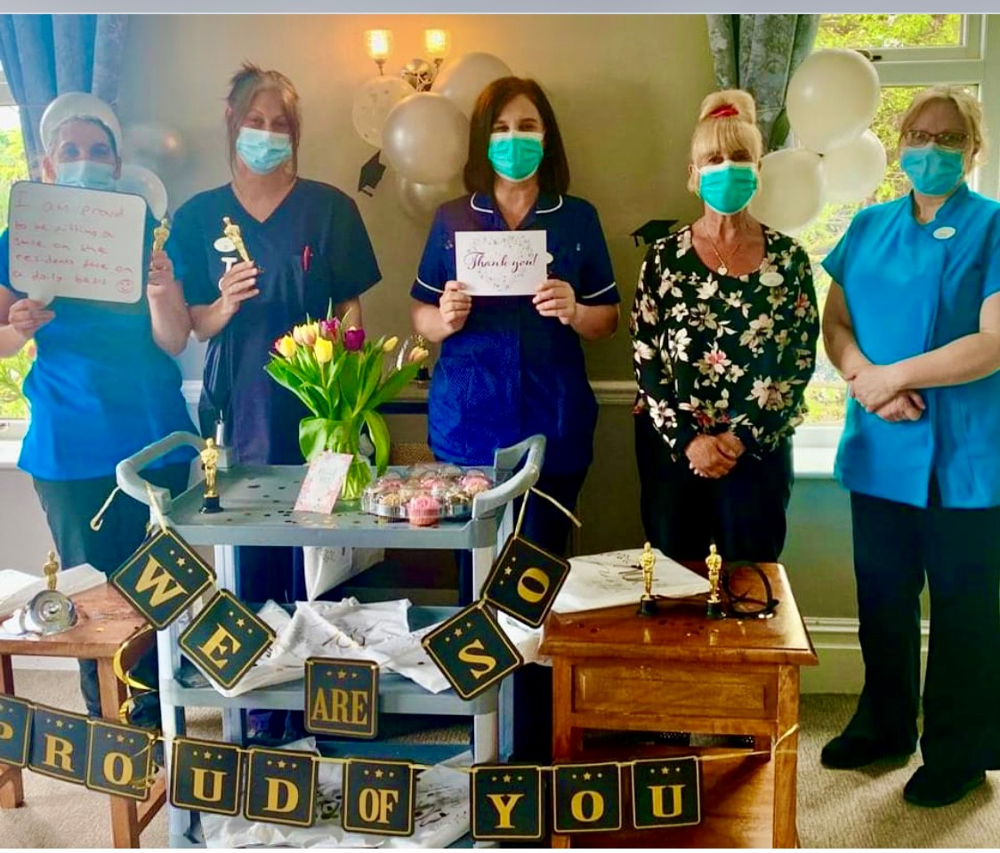 I am proud
to be putting a
smile on the
residents face on
a daily basis
Thank you!
WE ARE SO
PROUD OF YOU